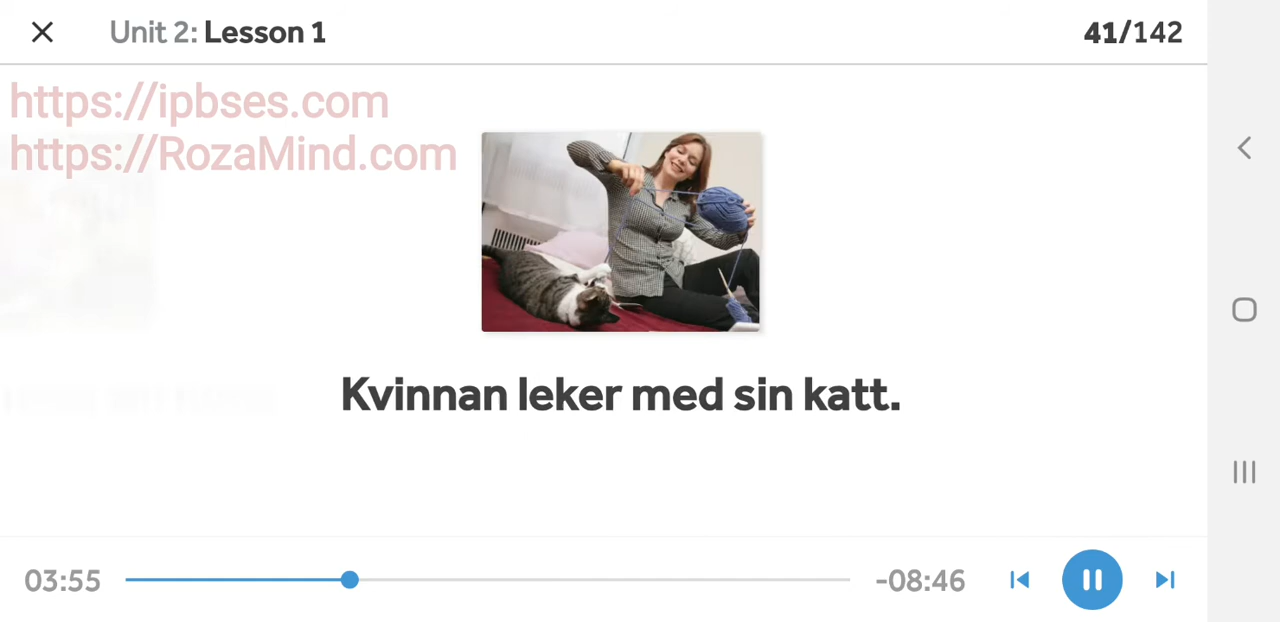 Unit 2: Lesson 1
41/142
https://ipbses.com
https://RozaMind.com
Kvinnan leker med sin katt.
03:55
-08:46